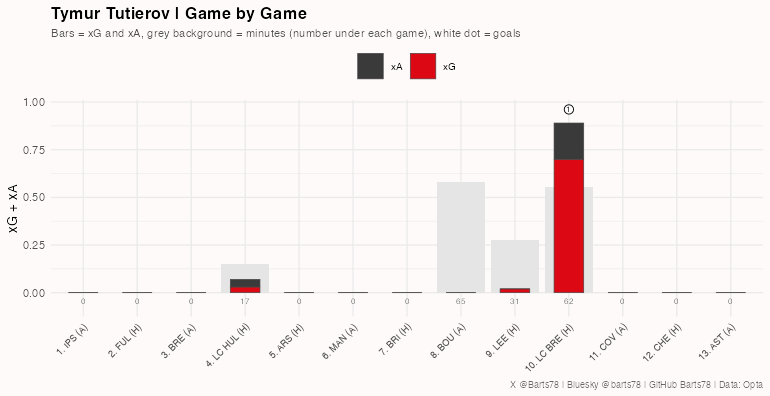 Tymur Tutierov | Game by Game
Bars = xG and xA, grey background = minutes (number under each game), white dot = goals
xA xG
xG + xA
1.00
0.75
0.50
0.25
0.00
1
0 0 0 17 0 0 0 65 31 62 0 0 0
1. IPS (A)
2. FUL (H)
3. BRE (A)
4. LC HUL (H)
5. ARS (H)
6. MAN (A)
7. BRI (H)
8. BOU (A)
9. LEE (H)
10. LC BRE (H)
11. COV (A)
12. CHE (H)
13. AST (A)
X @Barts78 | Bluesky @barts78 | GitHub Barts78 | Data: Opta